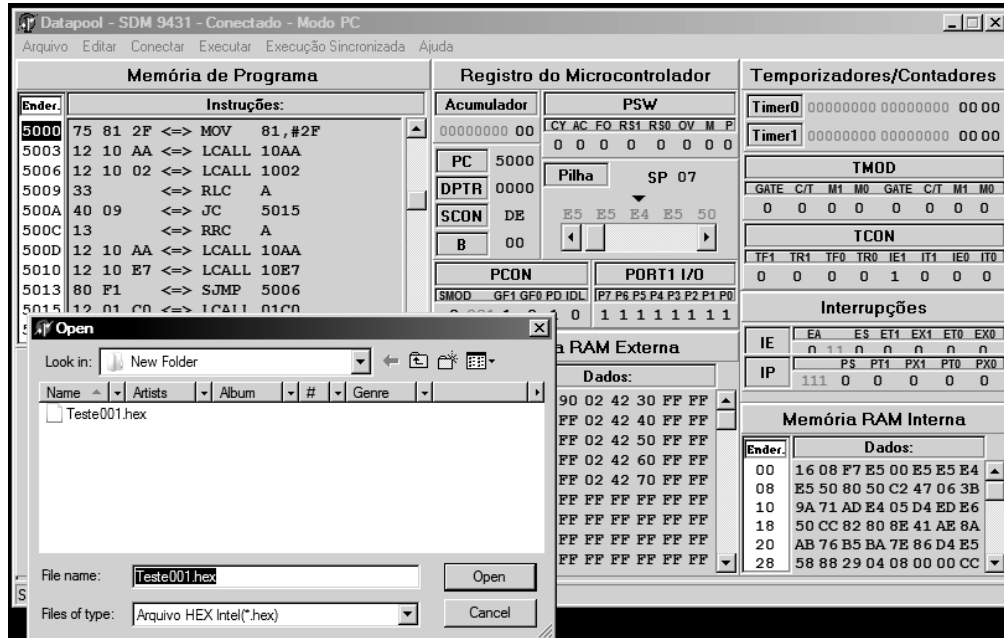 Datapool - SDM 9431 - Conectado - Modo PC
Arquivo Editar Conectar Executar Execução Sincronizada Ajuda
Memória de Programa
Ender. Instruções:
5000 75 81 2F <=> MOV 81,#2F
5003 12 10 AA <=> LCALL 10AA
5006 12 10 02 <=> LCALL 1002
5009 33 <=> RLC A
500A 40 09 <=> JC 5015
500C 13 <=> RRC A
500D 12 10 AA <=> LCALL 10AA
5010 12 10 E7 <=> LCALL 10E7
5013 80 F1 <=> SJMP 5006
5015 12 01 C0 <=> LCALL 01C0
Registro do Microcontrolador
Acumulador
00000000 00
PSW
CY AC FO RS1 RS0 OV M P
0 0 0 0 0 0 0 0
PC 5000
DPTR 0000
SCON DE
B 00
Pilha SP 07
E5 E5 E4 E5 50
PCON
SMOD GF1 GF0 PD IDL
PORT1 I/O
P7 P6 P5 P4 P3 P2 P1 P0
1 1 1 1 1 1 1 1
Temporizadores/Contadores
Timer0 00000000 00000000 00 00
Timer1 00000000 00000000 00 00
TMOD
GATE C/T M1 M0 GATE C/T M1 M0
0 0 0 0 0 0 0 0
TCON
TF1 TR1 TF0 TR0 IE1 IT1 IE0 IT0
0 0 0 0 1 0 0 0
Interrupções
IE EA ES ET1 EX1 ET0 EX0
0 11 0 0 0 0 0
IP PS PT1 PX1 PT0 PX0
111 0 0 0 0 0
a RAM Externa
Dados:
90 02 42 30 FF FF
FF 02 42 40 FF FF
FF 02 42 50 FF FF
FF 02 42 60 FF FF
FF 02 42 70 FF FF
FF FF FF FF FF FF
FF FF FF FF FF FF
FF FF FF FF FF FF
FF FF FF FF FF FF
Memória RAM Interna
Ender. Dados:
00 16 08 F7 E5 00 E5 E5 E4
08 E5 50 80 50 C2 47 06 3B
10 9A 71 AD E4 05 D4 ED E6
18 50 CC 82 80 8E 41 AE 8A
20 AB 76 B5 BA 7E 86 D4 E5
28 58 88 29 04 08 00 00 CC
Open
Look in: New Folder
Name Artists Album # Genre
Teste001.hex
File name: Teste001.hex
Open
Files of type: Arquivo HEX Intel(*.hex)
Cancel